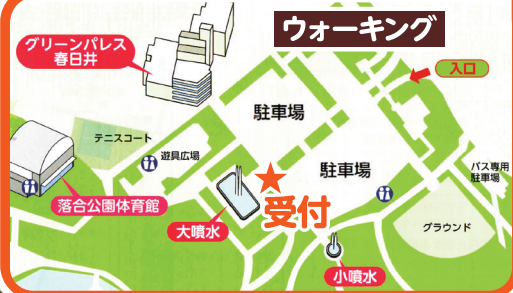 ウォーキング
グリーンパレス
春日井
入口
駐車場
テニスコート
遊具広場
駐車場
バス専用
駐車場
落合公園体育館
受付
大噴水
グラウンド
小噴水